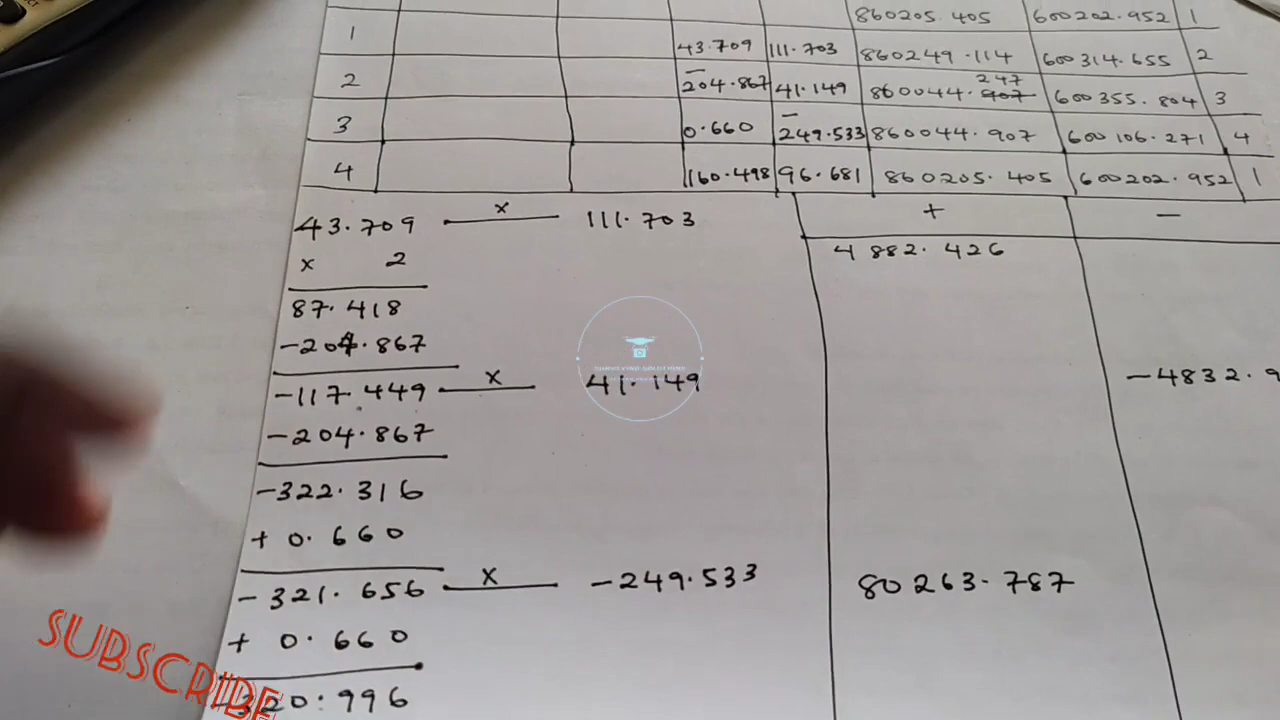 860205.405 600202.952 1
1 43.709 111.703 860249.114 600314.655 2
247
2 -204.867 41.149 860044.907 600355.804 3
3 0.660 -249.533 860044.907 600106.271 4
4 160.498 96.681 860205.405 600202.952 1
43.709 x 111.703 + -
x 2 4882.426
87.418
-204.867
-117.449 x 41.149 -4832.9
-204.867
-322.316
+ 0.660
-321.656 x -249.533 80263.787
+ 0.660
-320.996
SUBSCRIBE